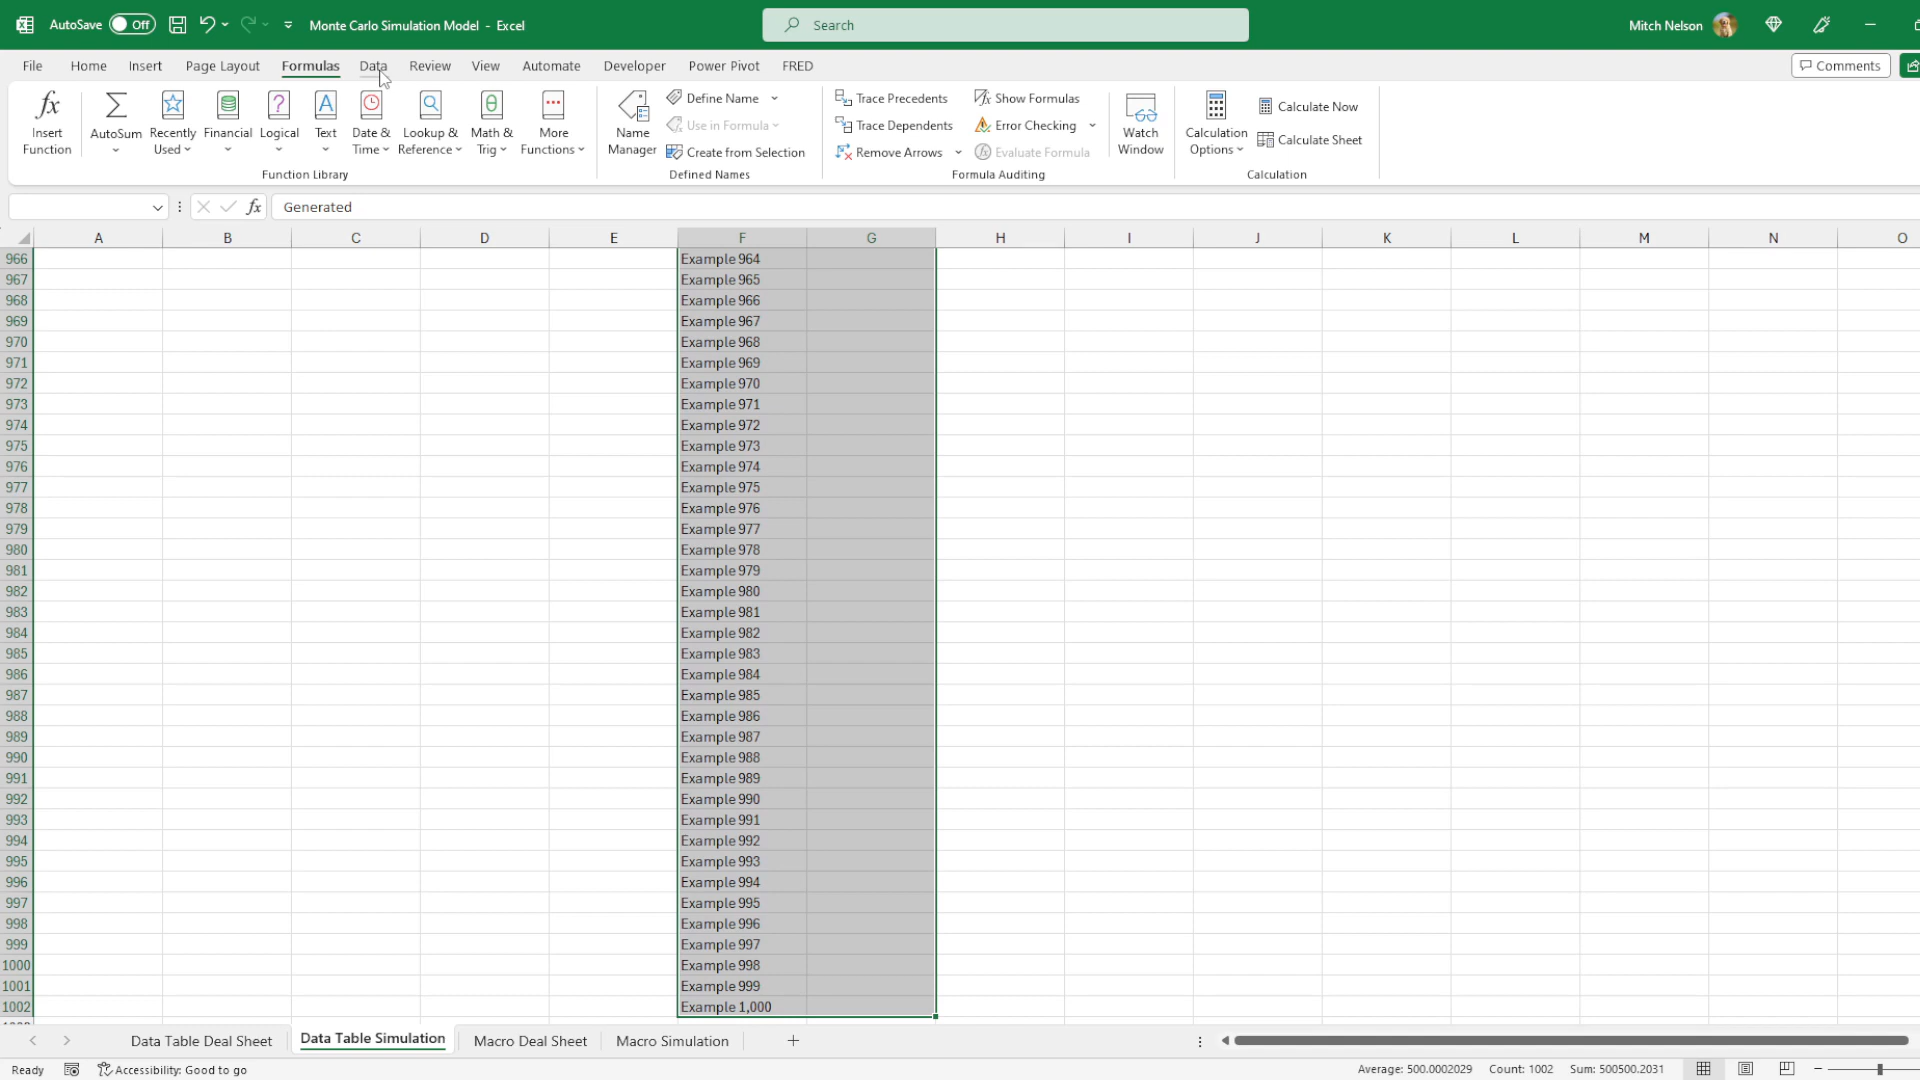 AutoSave Off Monte Carlo Simulation Model - Excel Search Mitch Nelson
File Home Insert Page Layout Formulas Data Review View Automate Developer Power Pivot FRED Comments
Insert Function AutoSum Recently Used Financial Logical Text Date & Time Lookup & Reference Math & Trig More Functions
Function Library
Name Manager Define Name Use in Formula Create from Selection
Defined Names
Trace Precedents Trace Dependents Remove Arrows Show Formulas Error Checking Evaluate Formula Watch Window
Formula Auditing
Calculation Options Calculate Now Calculate Sheet
Calculation
fx Generated
A B C D E F G H I J K L M N O
966 Example 964
967 Example 965
968 Example 966
969 Example 967
970 Example 968
971 Example 969
972 Example 970
973 Example 971
974 Example 972
975 Example 973
976 Example 974
977 Example 975
978 Example 976
979 Example 977
980 Example 978
981 Example 979
982 Example 980
983 Example 981
984 Example 982
985 Example 983
986 Example 984
987 Example 985
988 Example 986
989 Example 987
990 Example 988
991 Example 989
992 Example 990
993 Example 991
994 Example 992
995 Example 993
996 Example 994
997 Example 995
998 Example 996
999 Example 997
1000 Example 998
1001 Example 999
1002 Example 1,000
Data Table Deal Sheet Data Table Simulation Macro Deal Sheet Macro Simulation
Ready Accessibility: Good to go Average: 500.0002029 Count: 1002 Sum: 500500.2031